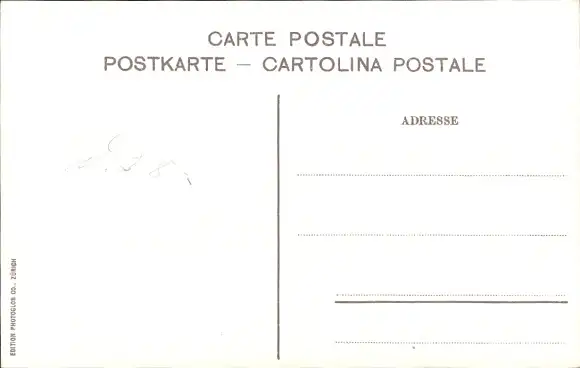 CARTE POSTALE
POSTKARTE — CARTOLINA POSTALE
ADRESSE
EDITION PHOTOGLOB CO., ZÜRICH